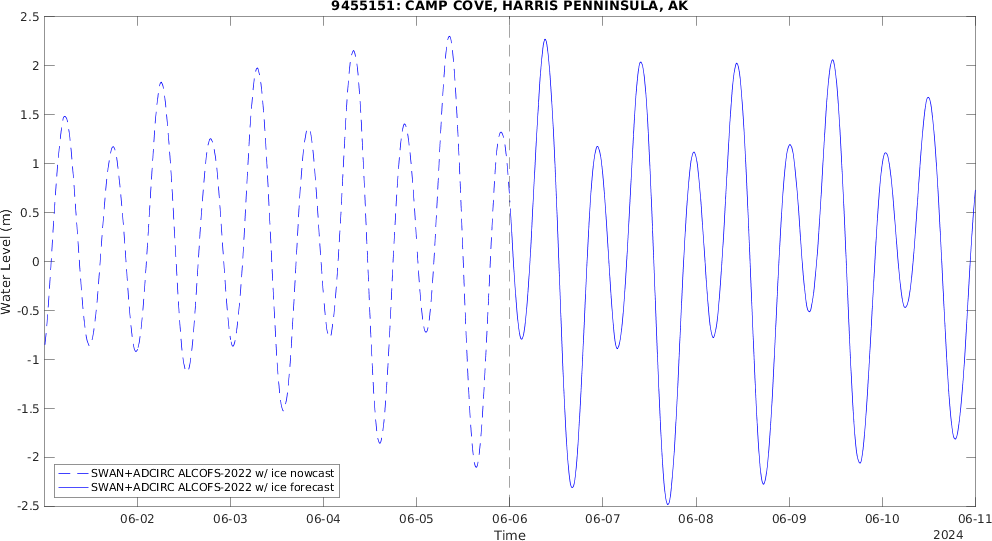 9455151: CAMP COVE, HARRIS PENNINSULA, AK
2.5
2
1.5
1
0.5
0
-0.5
-1
-1.5
-2
-2.5
Water Level (m)
SWAN+ADCIRC ALCOFS-2022 w/ ice nowcast
SWAN+ADCIRC ALCOFS-2022 w/ ice forecast
06-02 06-03 06-04 06-05 06-06 06-07 06-08 06-09 06-10 06-11
Time
2024